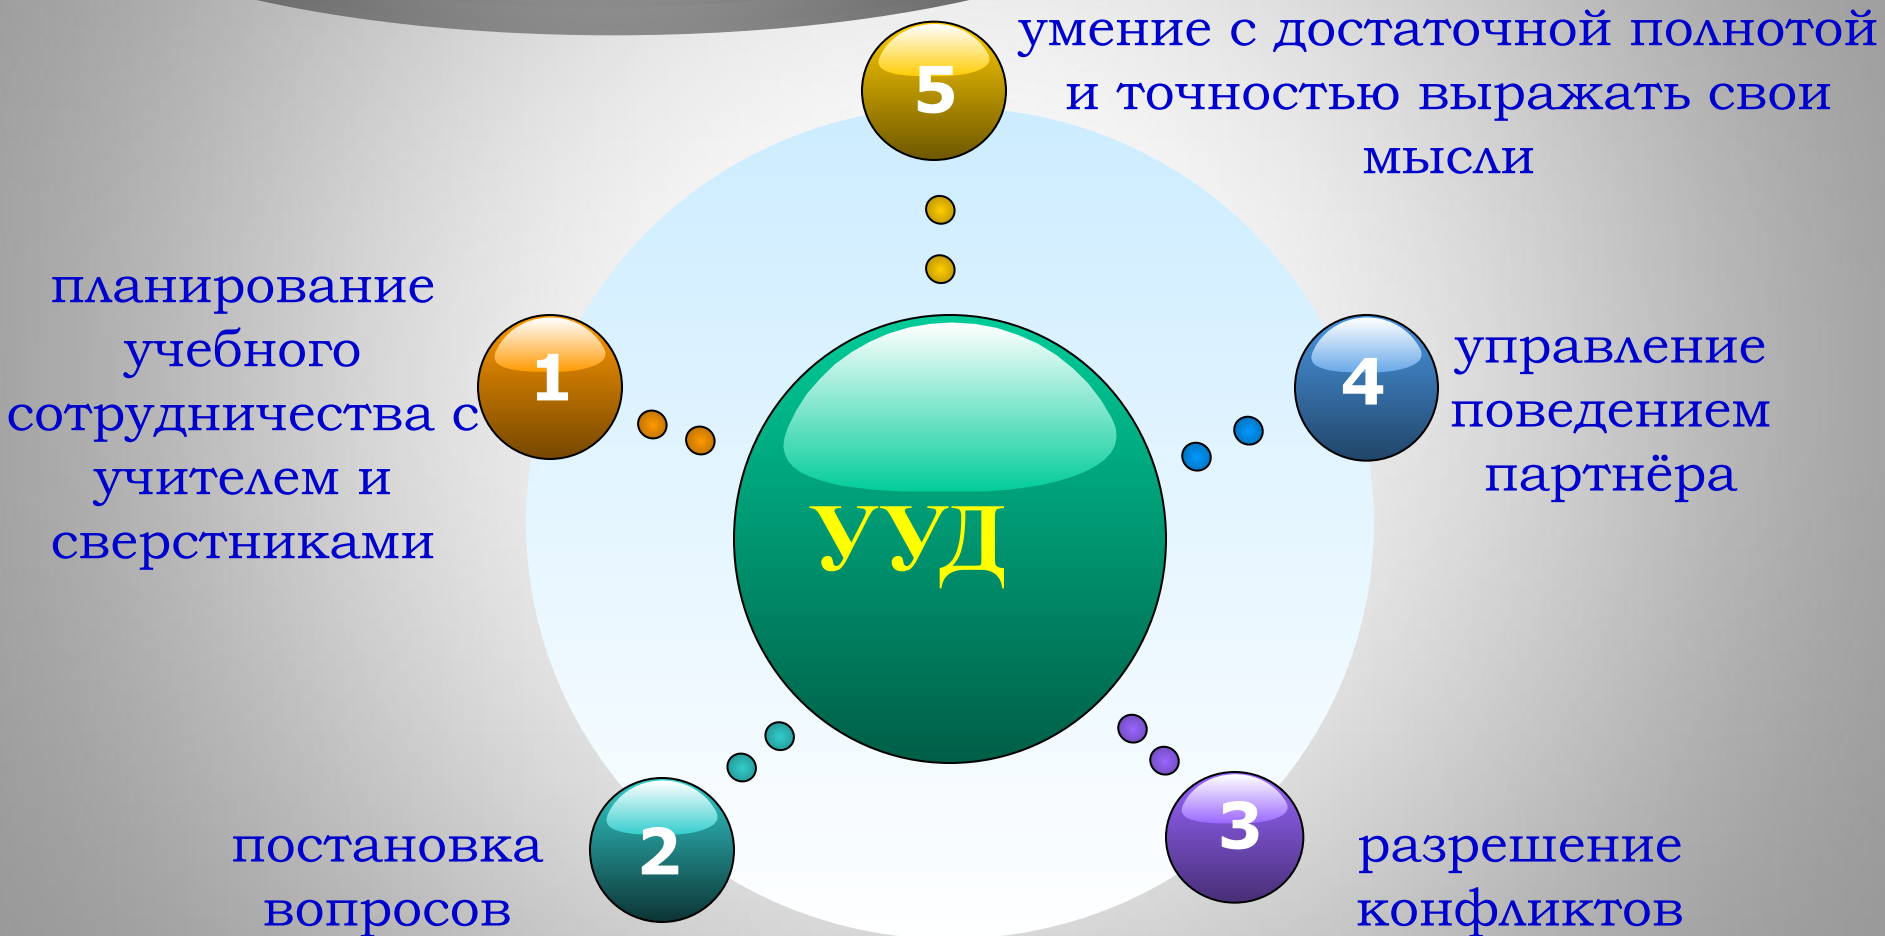 5
умение с достаточной полнотой
и точностью выражать свои
мысли
планирование
учебного
сотрудничества с
учителем и
сверстниками
1
4
управление
поведением
партнёра
УУД
2
постановка
вопросов
3
разрешение
конфликтов